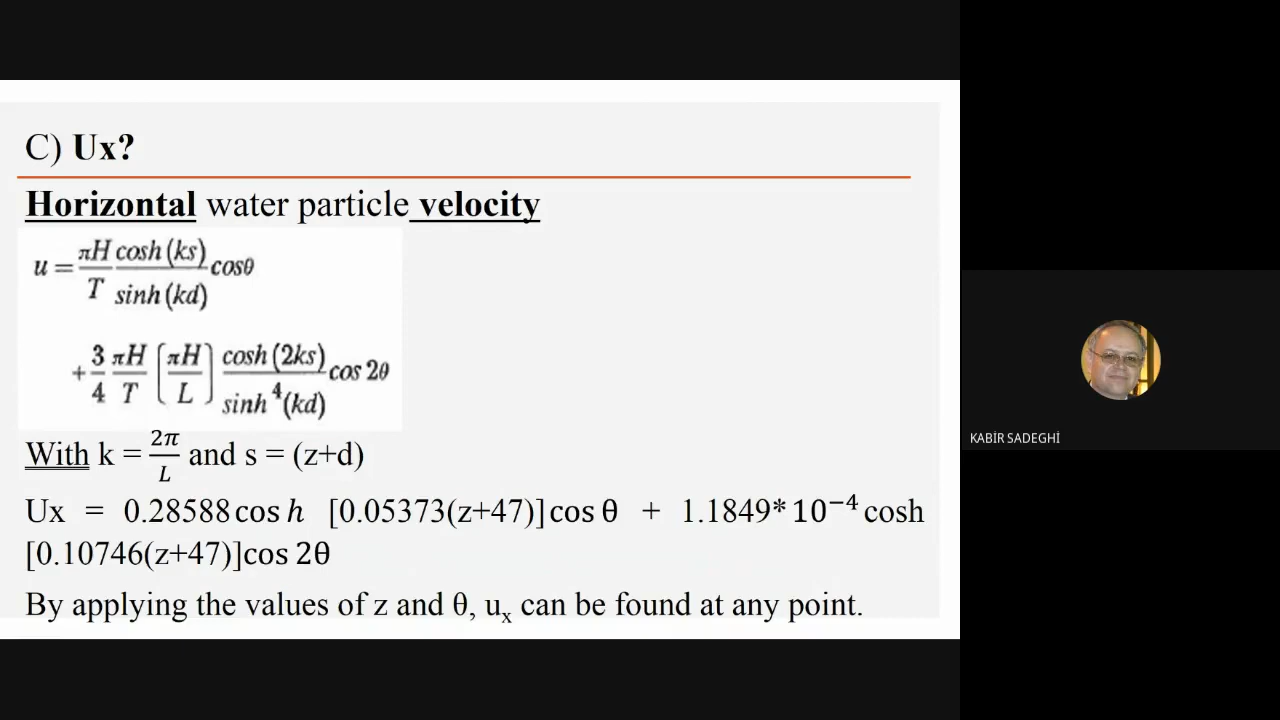 C) Ux?
Horizontal water particle velocity
u = πH/T cosh(ks)/sinh(kd) cosθ
+ 3/4 πH/T (πH/L) cosh(2ks)/sinh⁴(kd) cos 2θ
With k = 2π/L and s = (z+d)
Ux = 0.28588 cos h [0.05373(z+47)] cos θ + 1.1849* 10⁻⁴ cosh
[0.10746(z+47)]cos 2θ
By applying the values of z and θ, uₓ can be found at any point.
KABİR SADEGHİ